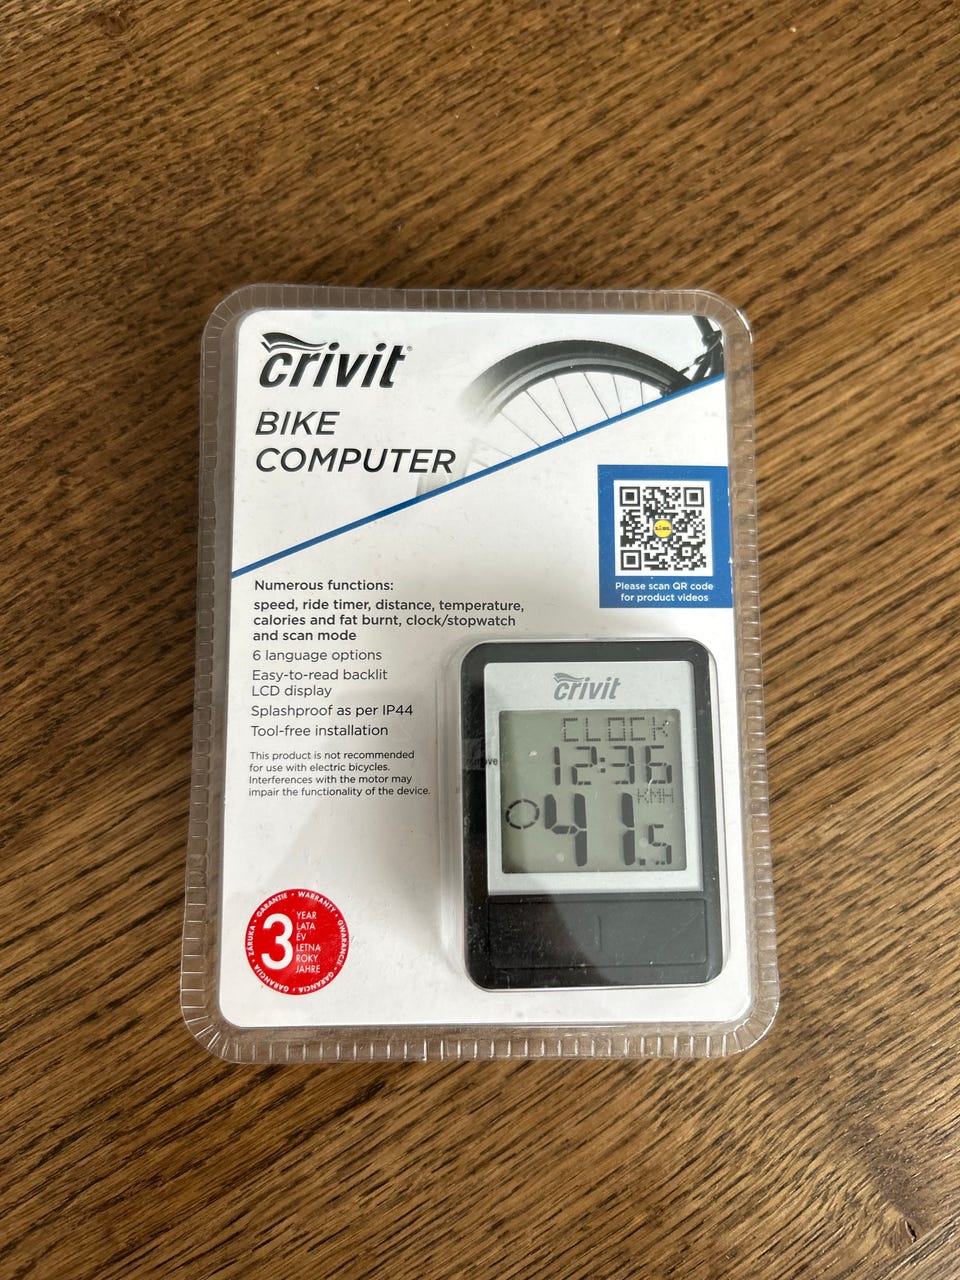 crivit®
BIKE
COMPUTER
LIDL
Please scan QR code
for product videos
Numerous functions:
speed, ride timer, distance, temperature,
calories and fat burnt, clock/stopwatch
and scan mode
6 language options
Easy-to-read backlit
LCD display
Splashproof as per IP44
Tool-free installation
This product is not recommended
for use with electric bicycles.
Interferences with the motor may
impair the functionality of the device.
crivit
CLOCK
12:36
KMH
41.5
GARANTIE • WARRANTY • GWARANCJA • GARANCIJA • GARANCIA • ZÁRUKA
3
YEAR
LATA
ÉV
LETNA
ROKY
JAHRE